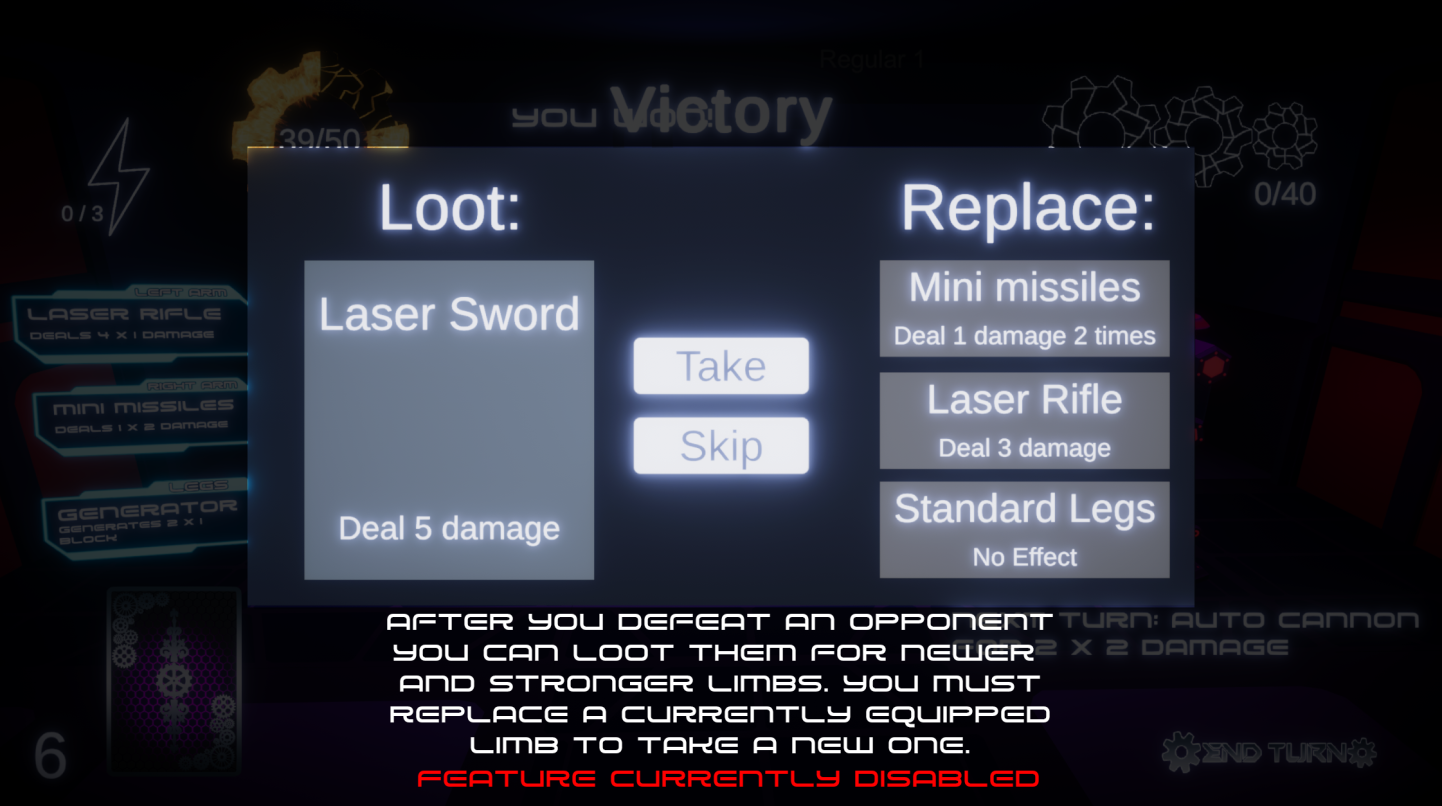 Regular 1
Victory
39/50
0 / 3
0/40
Loot:
Replace:
Laser Sword
Deal 5 damage
Take
Skip
Mini missiles
Deal 1 damage 2 times
Laser Rifle
Deal 3 damage
Standard Legs
No Effect
LEFT ARM
LASER RIFLE
DEALS 4 X 1 DAMAGE
RIGHT ARM
MINI MISSILES
DEALS 1 X 2 DAMAGE
LEGS
GENERATOR
GENERATES 2 X 1
BLOCK
AFTER YOU DEFEAT AN OPPONENT
YOU CAN LOOT THEM FOR NEWER
AND STRONGER LIMBS. YOU MUST
REPLACE A CURRENTLY EQUIPPED
LIMB TO TAKE A NEW ONE.
FEATURE CURRENTLY DISABLED
TURN: AUTO CANNON
2 X 2 DAMAGE
6
END TURN